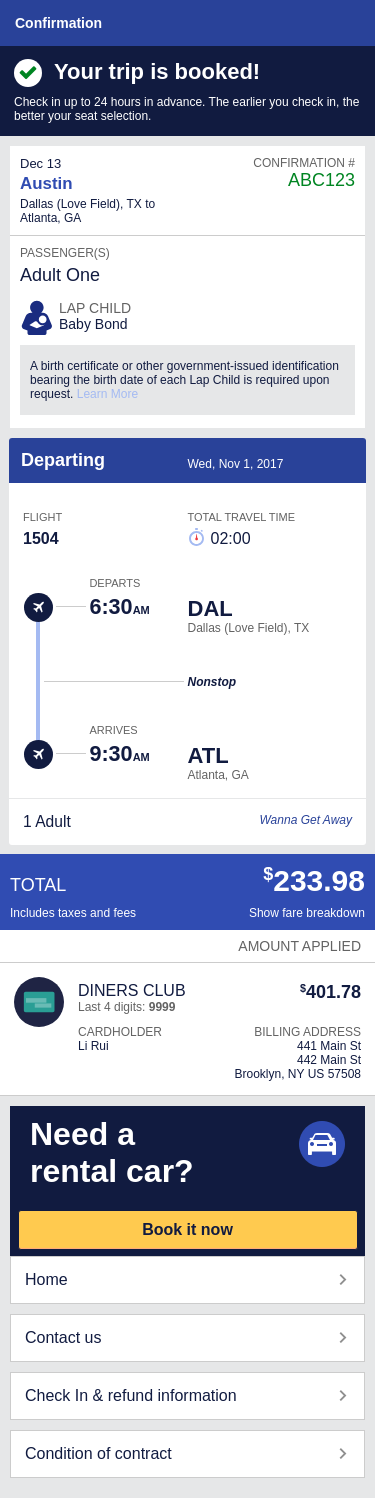 Confirmation
Your trip is booked!
Check in up to 24 hours in advance. The earlier you check in, the
better your seat selection.
Dec 13
CONFIRMATION #
Austin
ABC123
Dallas (Love Field), TX to
Atlanta, GA
PASSENGER(S)
Adult One
LAP CHILD
Baby Bond
A birth certificate or other government-issued identification
bearing the birth date of each Lap Child is required upon
request. Learn More
Departing
Wed, Nov 1, 2017
FLIGHT
TOTAL TRAVEL TIME
1504
02:00
DEPARTS
6:30AM
DAL
Dallas (Love Field), TX
Nonstop
ARRIVES
9:30AM
ATL
Atlanta, GA
1 Adult
Wanna Get Away
TOTAL
$233.98
Includes taxes and fees
Show fare breakdown
AMOUNT APPLIED
DINERS CLUB
$401.78
Last 4 digits: 9999
CARDHOLDER
BILLING ADDRESS
Li Rui
441 Main St
442 Main St
Brooklyn, NY US 57508
Need a
rental car?
Book it now
Home
Contact us
Check In & refund information
Condition of contract